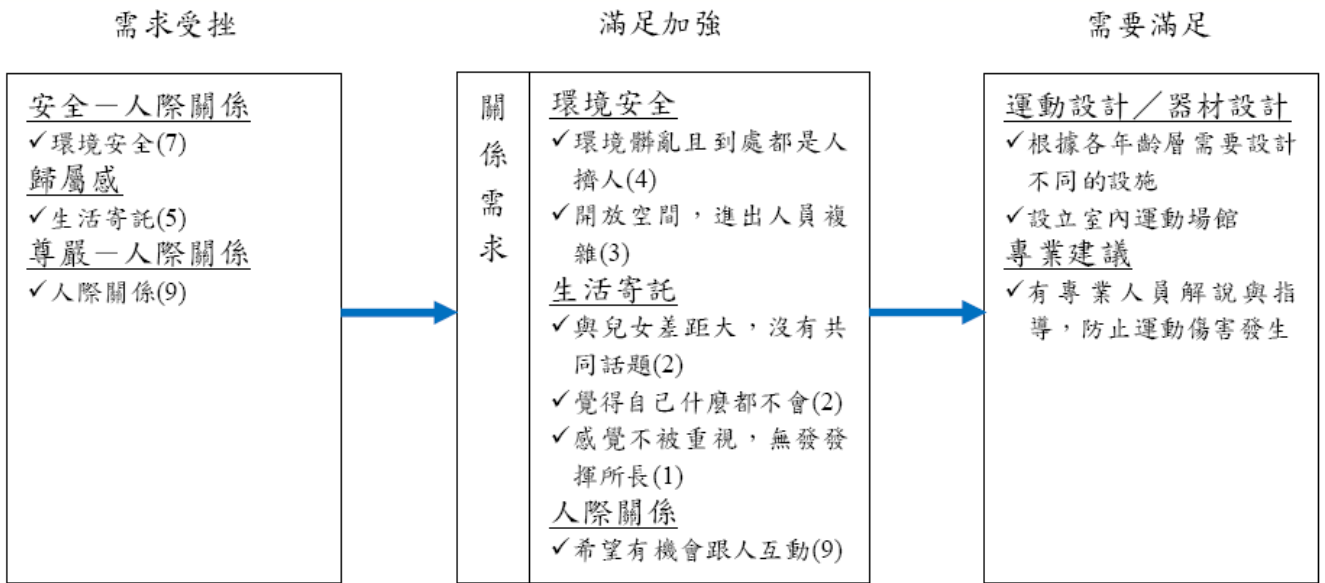 需求受挫
滿足加強
需要滿足
安全－人際關係
✓環境安全(7)
歸屬感
✓生活寄託(5)
尊嚴－人際關係
✓人際關係(9)
關
係
需
求
環境安全
✓環境髒亂且到處都是人
擠人(4)
✓開放空間，進出人員複
雜(3)
生活寄託
✓與兒女差距大，沒有共
同話題(2)
✓覺得自己什麼都不會(2)
✓感覺不被重視，無發發
揮所長(1)
人際關係
✓希望有機會跟人互動(9)
運動設計／器材設計
✓根據各年齡層需要設計
不同的設施
✓設立室內運動場館
專業建議
✓有專業人員解說與指
導，防止運動傷害發生